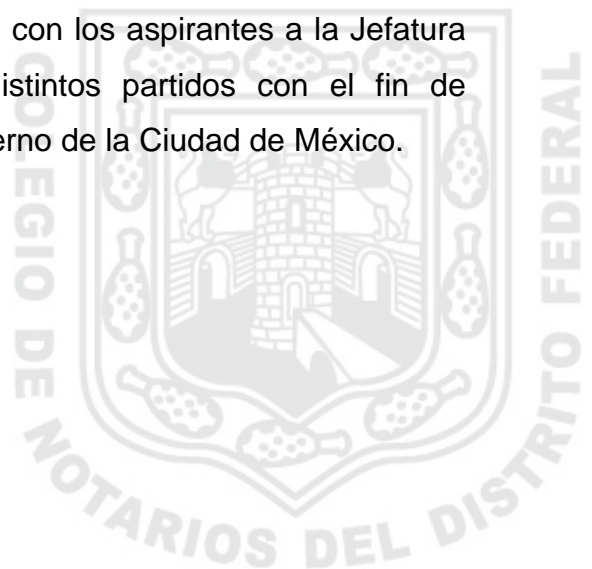 con los aspirantes a la Jefatura
istintos partidos con el fin de
erno de la Ciudad de México.
COLEGIO DE NOTARIOS DEL DISTRITO FEDERAL